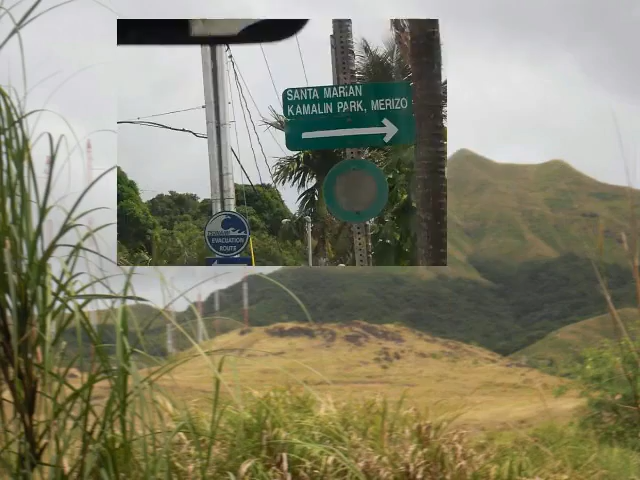 SANTA MARIAN
KAMALIN PARK, MERIZO
TSUNAMI
EVACUATION
ROUTE